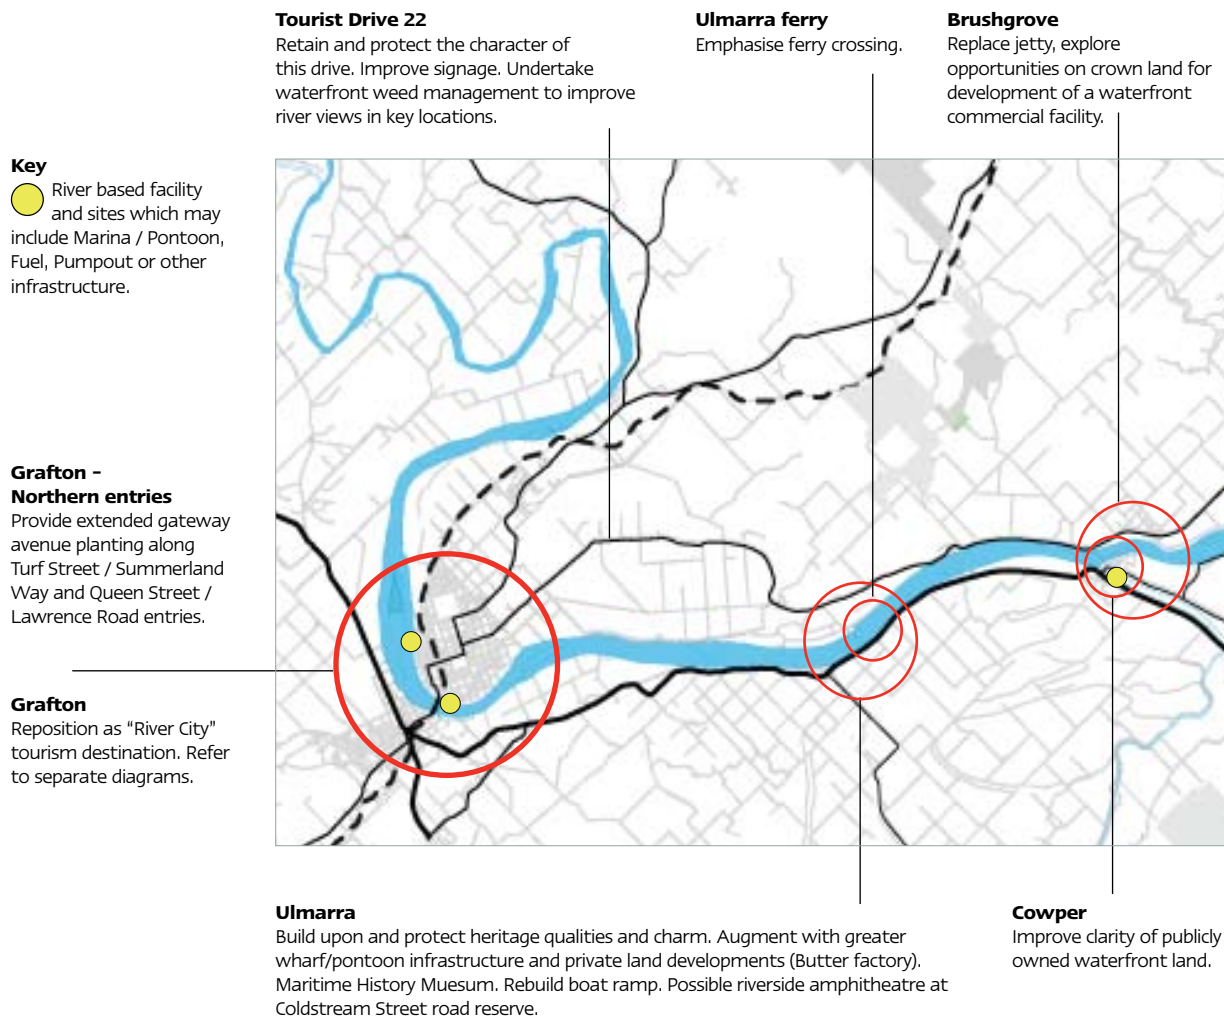 Tourist Drive 22
Retain and protect the character of
this drive. Improve signage. Undertake
waterfront weed management to improve
river views in key locations.
Ulmarra ferry
Emphasise ferry crossing.
Brushgrove
Replace jetty, explore
opportunities on crown land for
development of a waterfront
commercial facility.
Key
River based facility
and sites which may
include Marina / Pontoon,
Fuel, Pumpout or other
infrastructure.
Grafton –
Northern entries
Provide extended gateway
avenue planting along
Turf Street / Summerland
Way and Queen Street /
Lawrence Road entries.
Grafton
Reposition as “River City”
tourism destination. Refer
to separate diagrams.
Ulmarra
Build upon and protect heritage qualities and charm. Augment with greater
wharf/pontoon infrastructure and private land developments (Butter factory).
Maritime History Muesum. Rebuild boat ramp. Possible riverside amphitheatre at
Coldstream Street road reserve.
Cowper
Improve clarity of publicly
owned waterfront land.